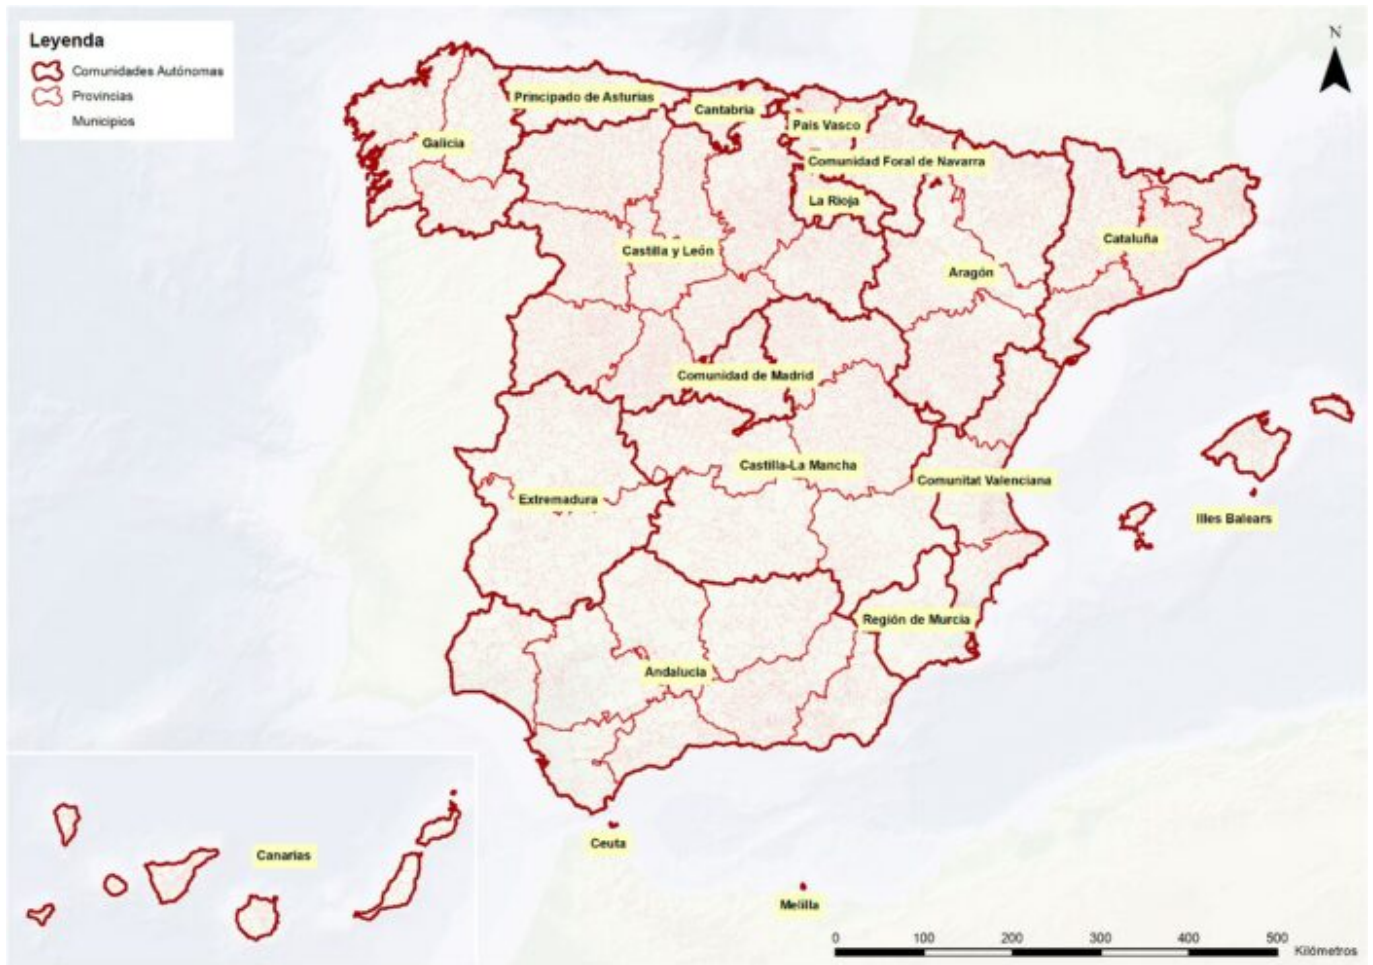 Leyenda
Comunidades Autónomas
Provincias
Municipios
N
Principado de Asturias
Cantabria
País Vasco
Galicia
Comunidad Foral de Navarra
La Rioja
Cataluña
Castilla y León
Aragón
Comunidad de Madrid
Castilla-La Mancha
Comunitat Valenciana
Extremadura
Illes Balears
Región de Murcia
Andalucía
Ceuta
Canarias
Melilla
0 100 200 300 400 500
Kilómetros